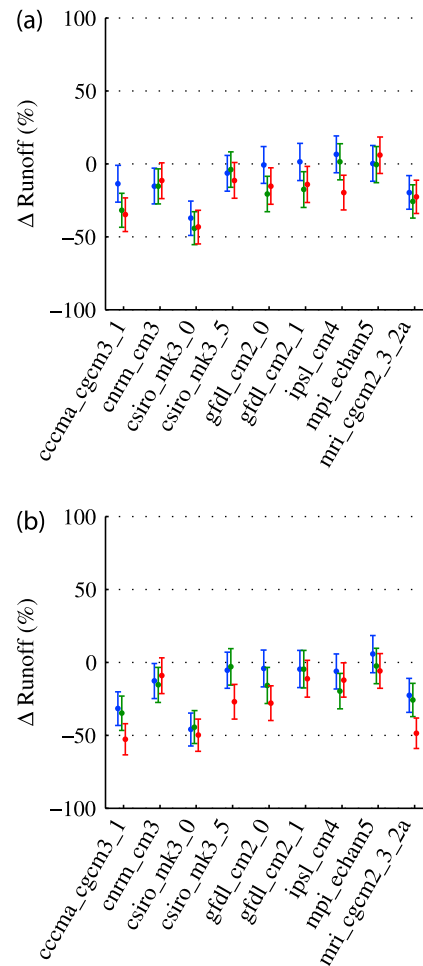 (a)
Δ Runoff (%)
100
50
0
−50
−100
cccma_cgcm3_1
cnrm_cm3
csiro_mk3_0
csiro_mk3_5
gfdl_cm2_0
gfdl_cm2_1
ipsl_cm4
mpi_echam5
mri_cgcm2_3_2a
(b)
Δ Runoff (%)
100
50
0
−50
−100
cccma_cgcm3_1
cnrm_cm3
csiro_mk3_0
csiro_mk3_5
gfdl_cm2_0
gfdl_cm2_1
ipsl_cm4
mpi_echam5
mri_cgcm2_3_2a